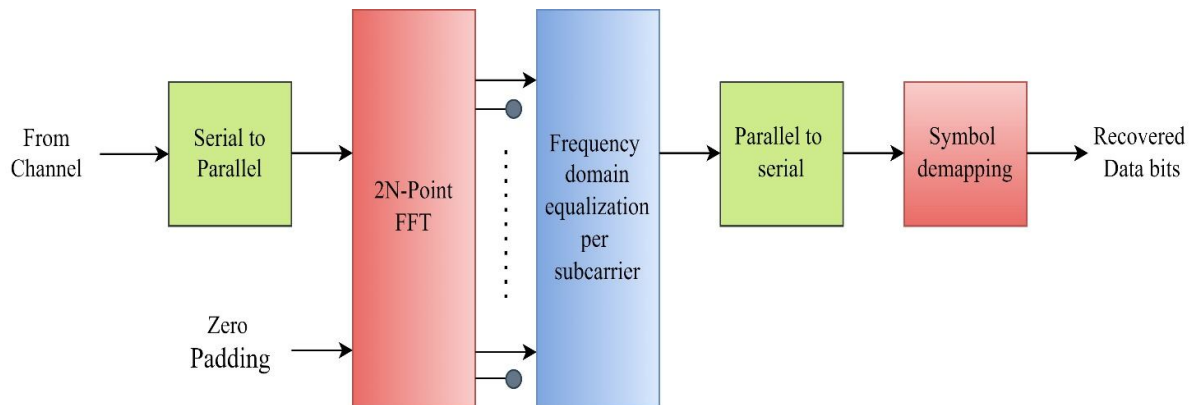 From
Channel
Serial to
Parallel
Zero
Padding
2N-Point
FFT
Frequency
domain
equalization
per
subcarrier
Parallel to
serial
Symbol
demapping
Recovered
Data bits